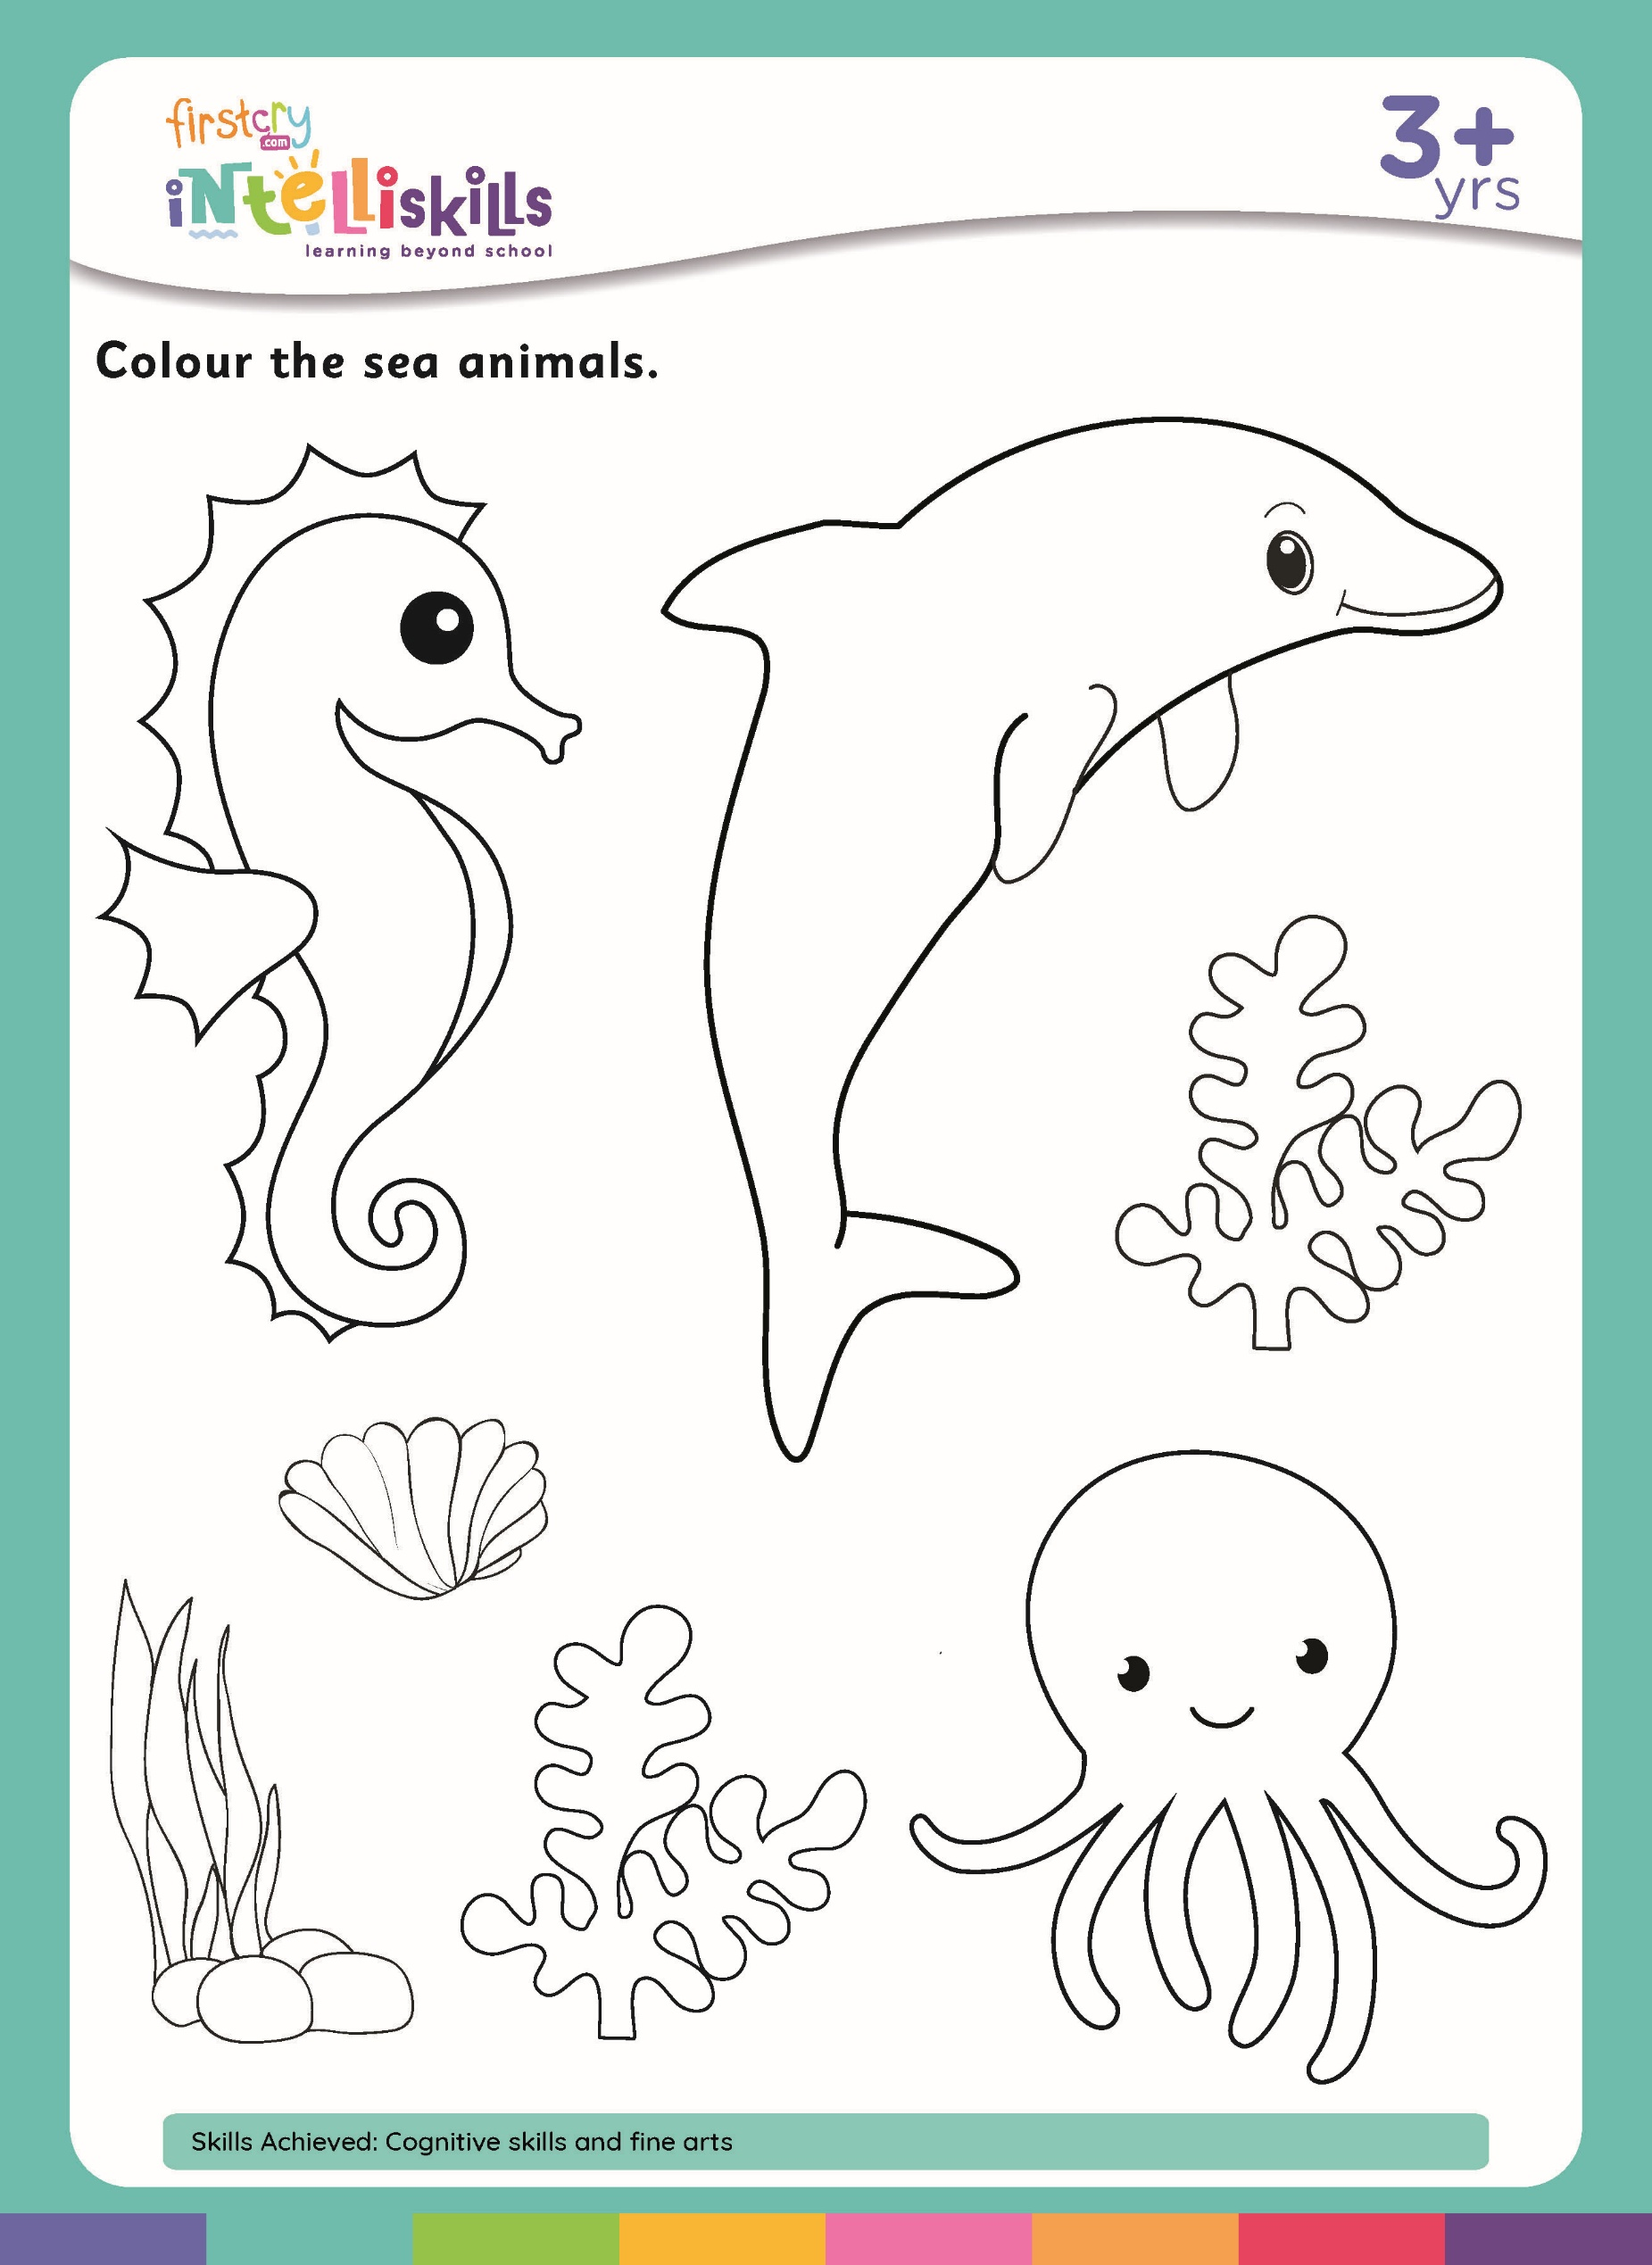 firstcry
.com
iNtelliskills
learning beyond school
3+
yrs
Colour the sea animals.
Skills Achieved: Cognitive skills and fine arts